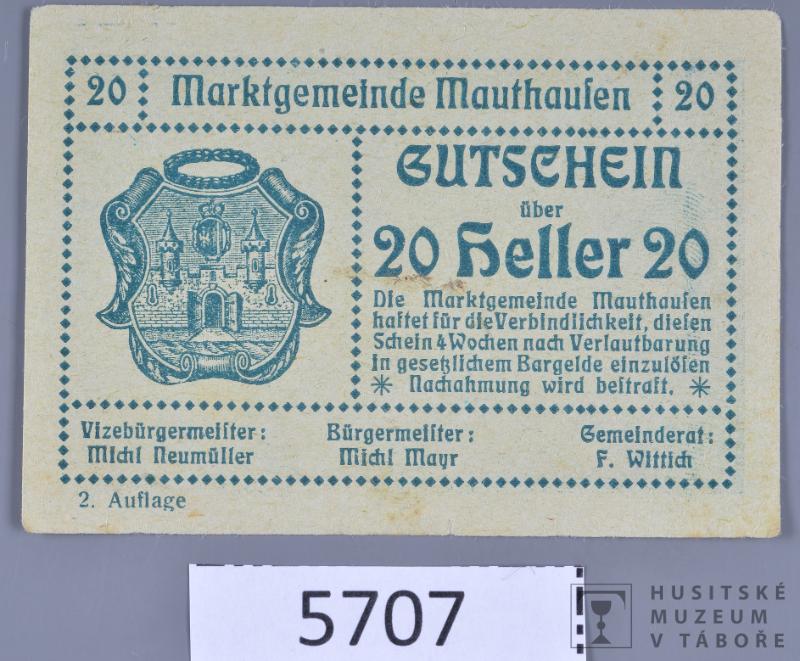 20 Marktgemeinde Mauthausen 20
GUTSCHEIN
über
20 Heller 20
Die Marktgemeinde Mauthausen
haftet für die Verbindlichkeit, diesen
Schein 4 Wochen nach Verlautbarung
in gesetzlichem Bargelde einzulösen
* Nachahmung wird bestraft. *
Vizebürgermeister:
Michl Neumüller
Bürgermeister:
Michl Mayr
Gemeinderat:
F. Wittich
2. Auflage
5707
HUSITSKÉ
MUZEUM
V TÁBOŘE